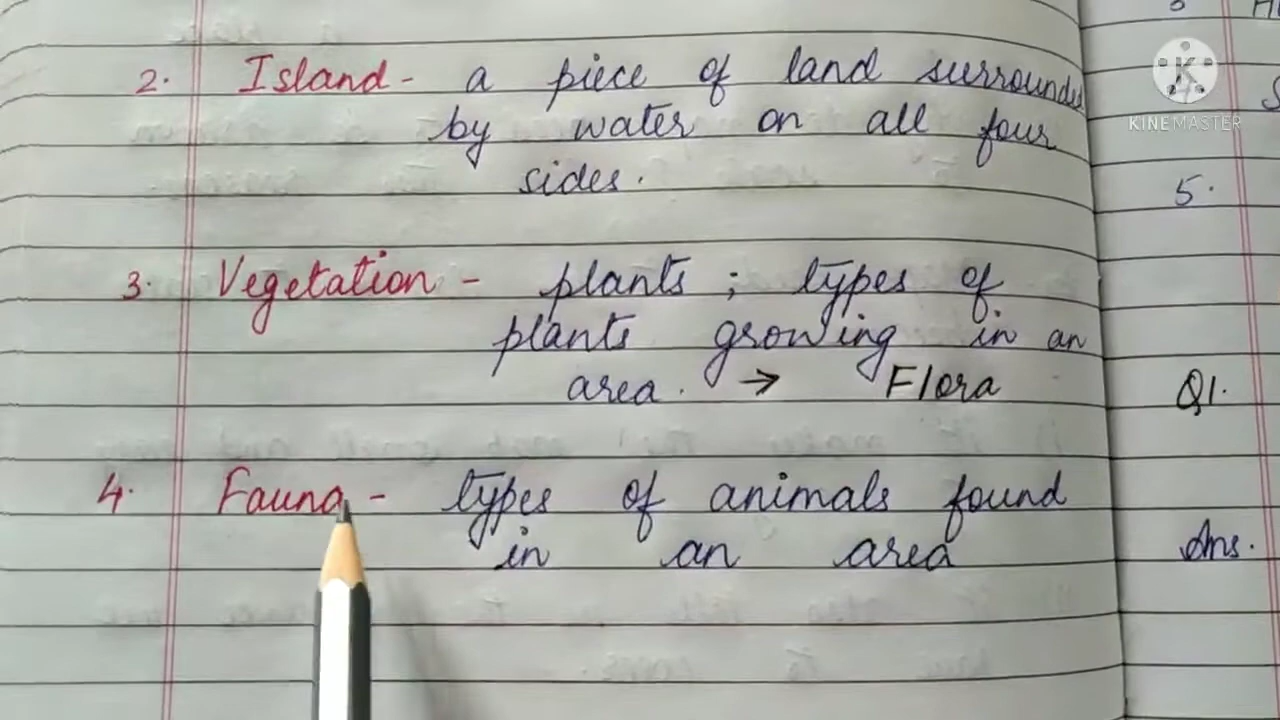 2. Island - a piece of land surrounded
by water on all four
sides.
3. Vegetation - plants ; types of
plants growing in an
area. → Flora
4. Fauna - types of animals found
in an area
5.
Q1.
Ans.
KINEMASTER